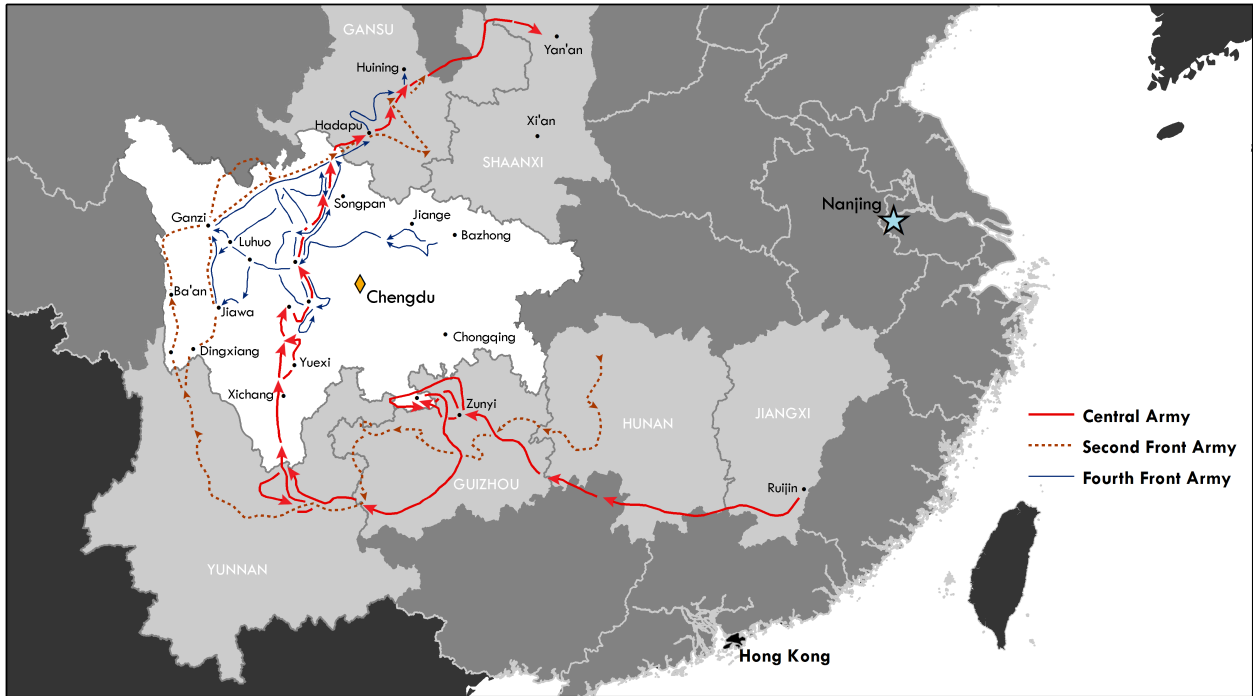 GANSU
Yan'an
Huining
Hadapu
Xi'an
SHAANXI
Songpan
Nanjing
Ganzi
Jiange
Luhuo
Bazhong
Ba'an
Chengdu
Jiawa
Chongqing
Dingxiang
Yuexi
Xichang
Zunyi
HUNAN
JIANGXI
Central Army
Second Front Army
Fourth Front Army
GUIZHOU
Ruijin
YUNNAN
Hong Kong